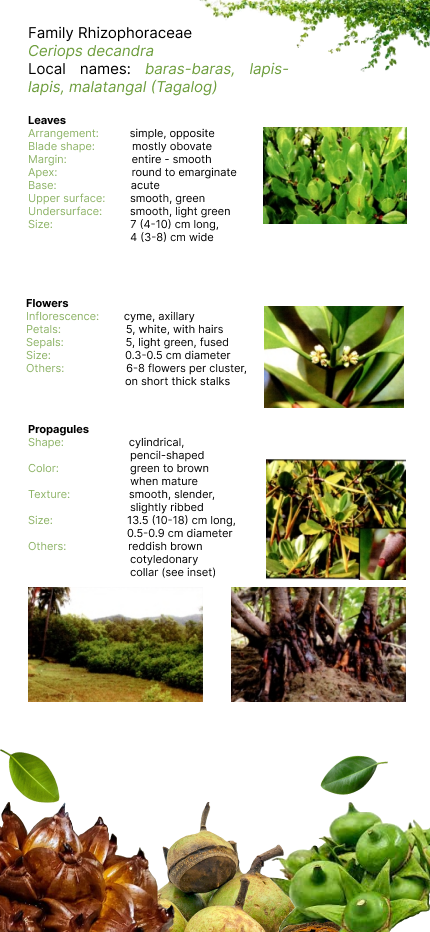 Family Rhizophoraceae
Ceriops decandra
Local names: baras-baras, lapis-
lapis, malatangal (Tagalog)
Leaves
Arrangement: simple, opposite
Blade shape: mostly obovate
Margin: entire - smooth
Apex: round to emarginate
Base: acute
Upper surface: smooth, green
Undersurface: smooth, light green
Size: 7 (4-10) cm long,
4 (3-8) cm wide
Flowers
Inflorescence: cyme, axillary
Petals: 5, white, with hairs
Sepals: 5, light green, fused
Size: 0.3-0.5 cm diameter
Others: 6-8 flowers per cluster,
on short thick stalks
Propagules
Shape: cylindrical,
pencil-shaped
Color: green to brown
when mature
Texture: smooth, slender,
slightly ribbed
Size: 13.5 (10-18) cm long,
0.5-0.9 cm diameter
Others: reddish brown
cotyledonary
collar (see inset)